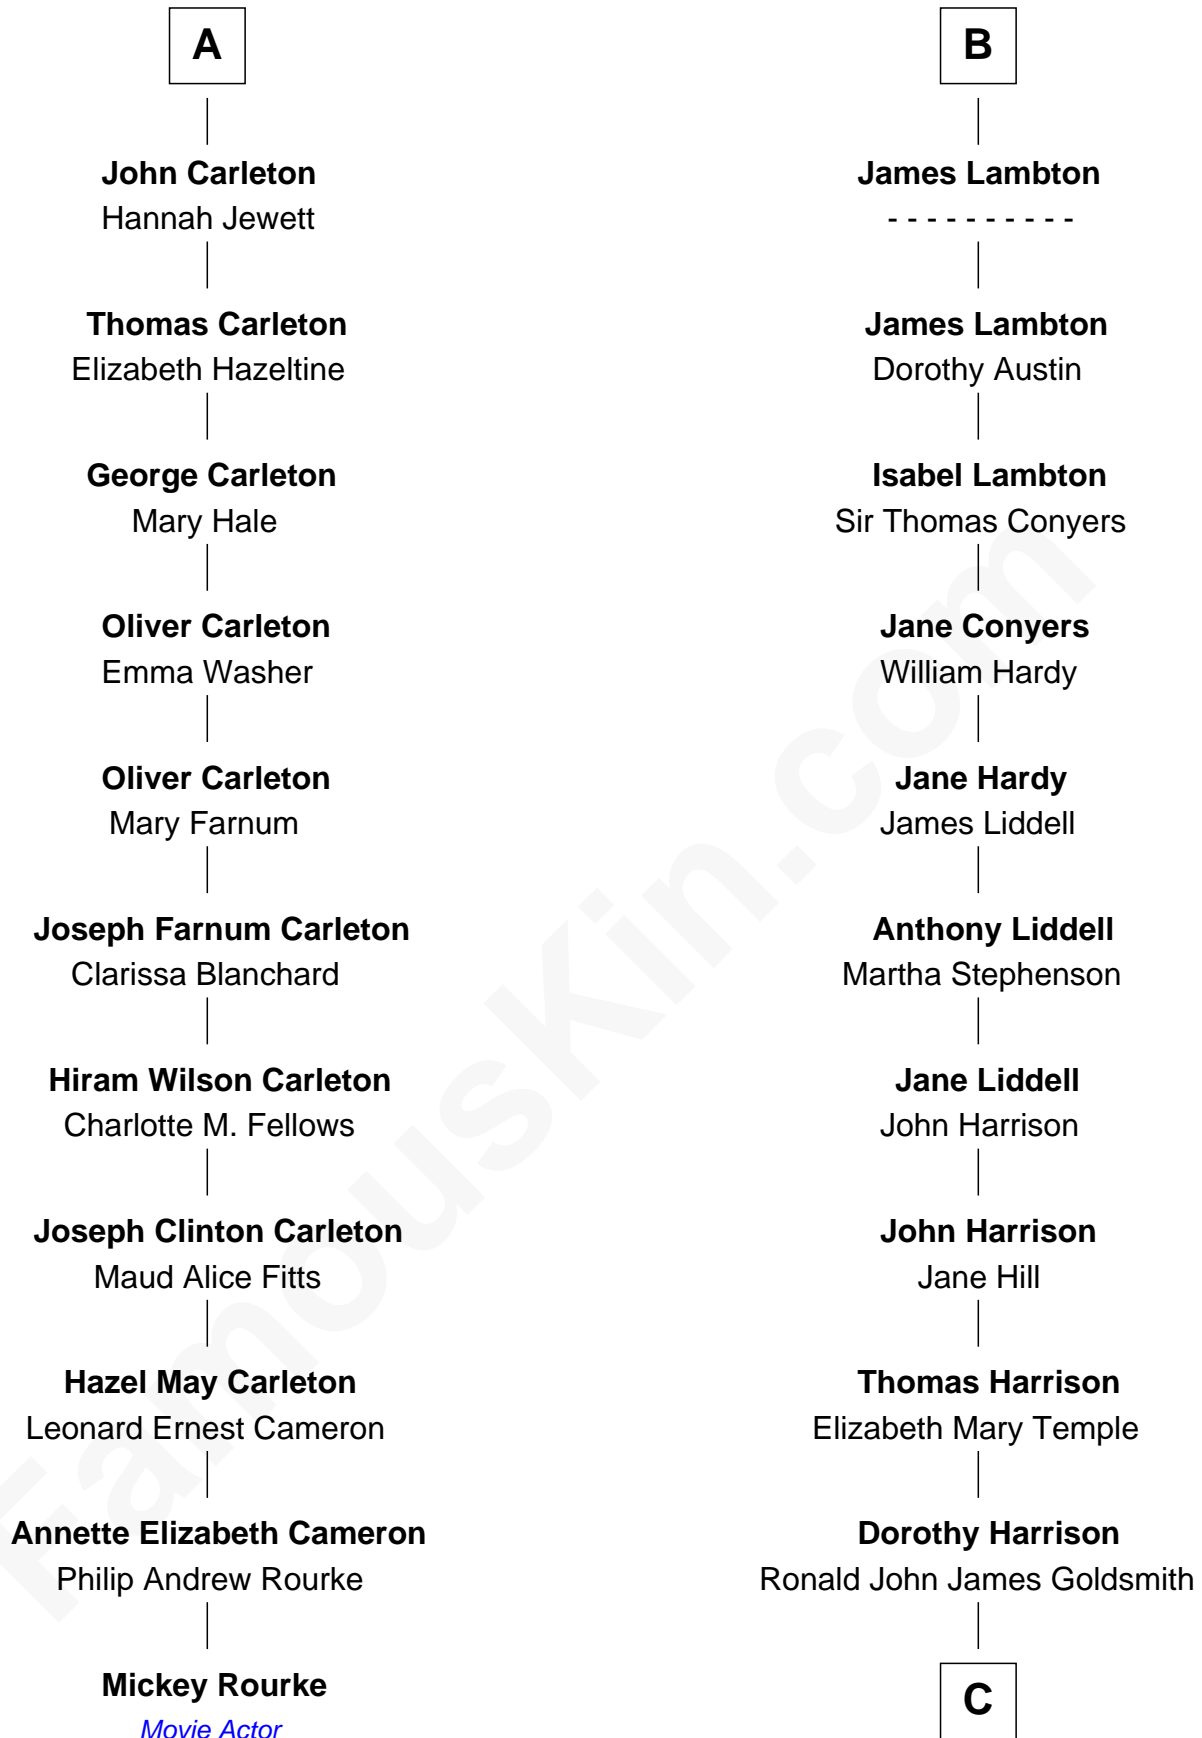 A
John Carleton
Hannah Jewett
Thomas Carleton
Elizabeth Hazeltine
George Carleton
Mary Hale
Oliver Carleton
Emma Washer
Oliver Carleton
Mary Farnum
Joseph Farnum Carleton
Clarissa Blanchard
Hiram Wilson Carleton
Charlotte M. Fellows
Joseph Clinton Carleton
Maud Alice Fitts
Hazel May Carleton
Leonard Ernest Cameron
Annette Elizabeth Cameron
Philip Andrew Rourke
Mickey Rourke
Movie Actor
B
James Lambton
- - - - - - - - - -
James Lambton
Dorothy Austin
Isabel Lambton
Sir Thomas Conyers
Jane Conyers
William Hardy
Jane Hardy
James Liddell
Anthony Liddell
Martha Stephenson
Jane Liddell
John Harrison
John Harrison
Jane Hill
Thomas Harrison
Elizabeth Mary Temple
Dorothy Harrison
Ronald John James Goldsmith
C
FamousKin.com